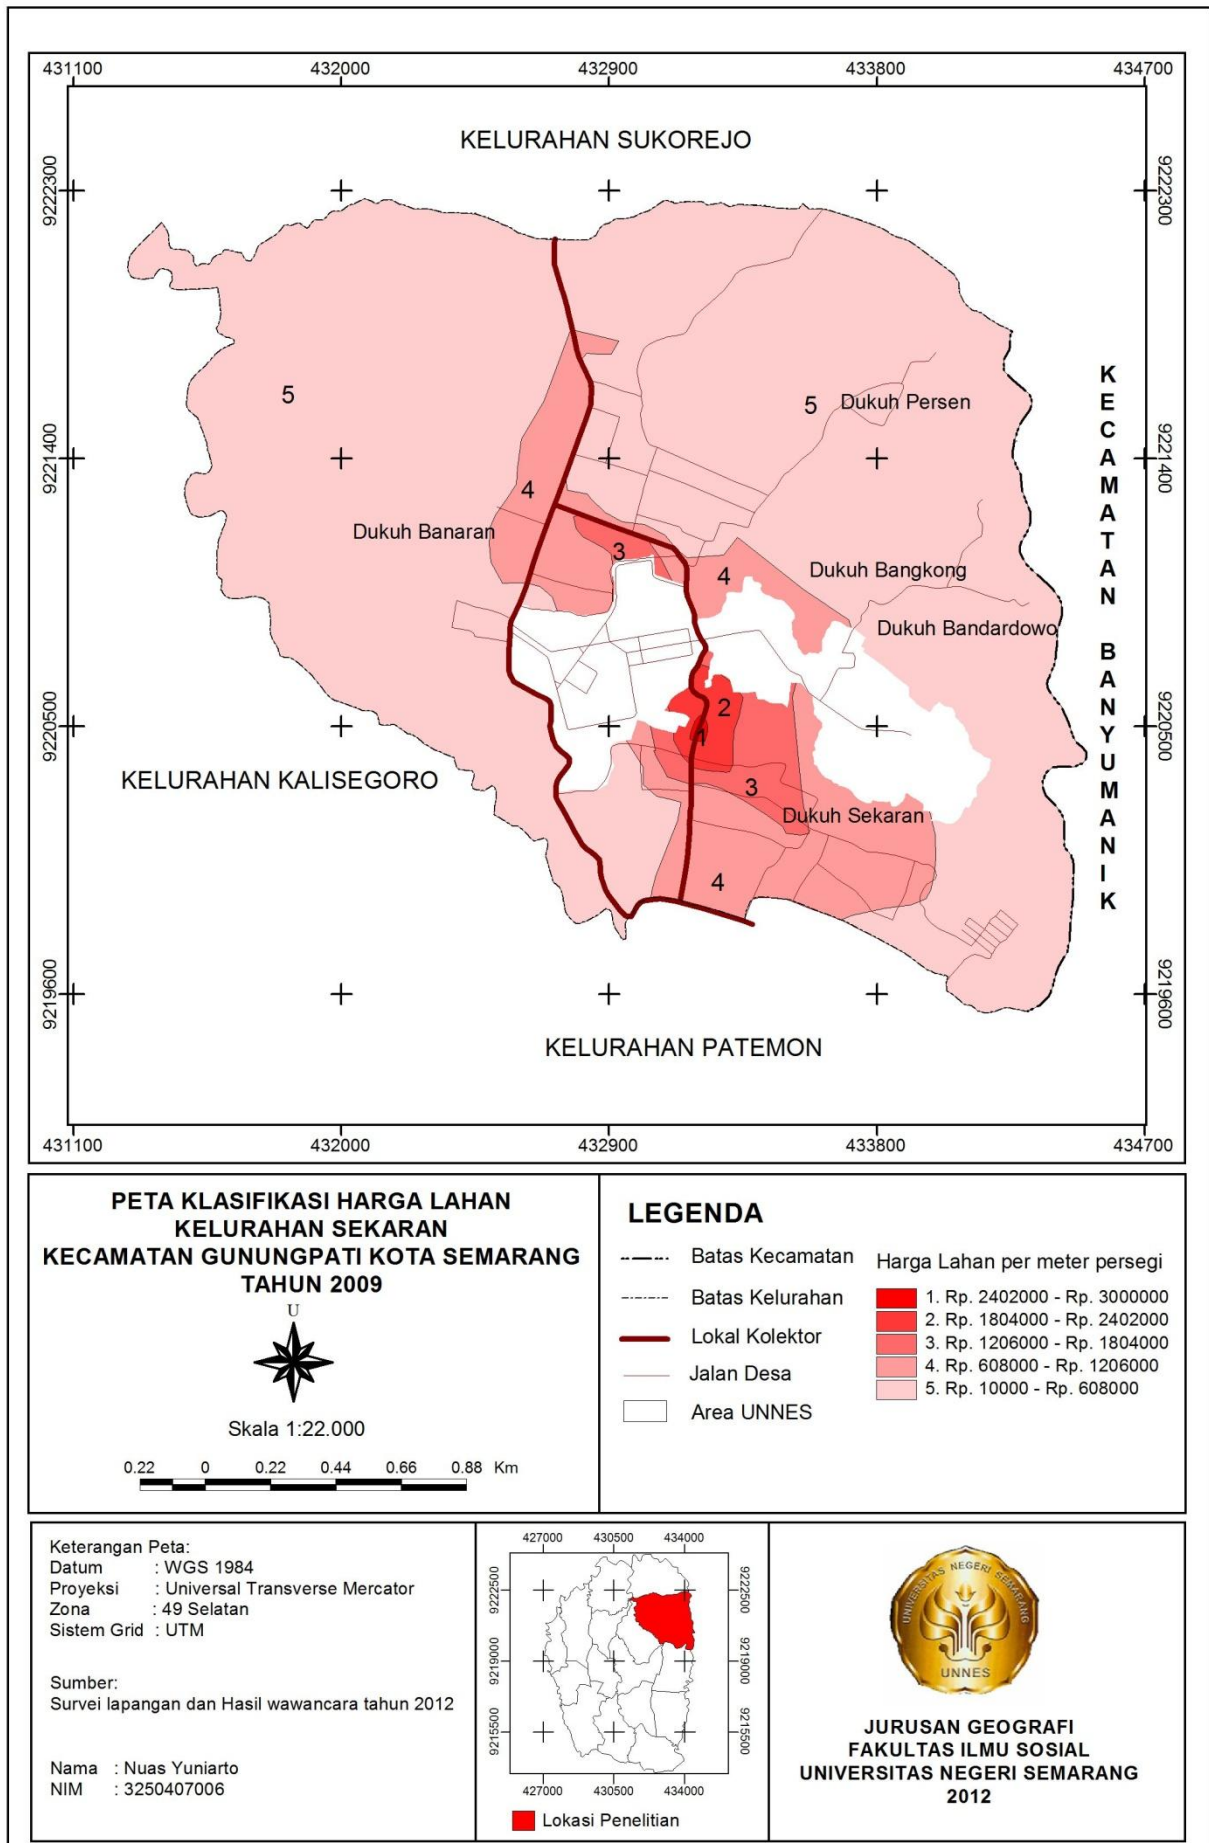 431100 432000 432900 433800 434700
KELURAHAN SUKOREJO
9222300 9222300
5
5 Dukuh Persen
KECAMATAN BANYUMANIK
9221400 9221400
4
Dukuh Banaran
3
4
Dukuh Bangkong
Dukuh Bandardowo
2
1
9220500 9220500
KELURAHAN KALISEGORO
3
Dukuh Sekaran
4
9219600 9219600
KELURAHAN PATEMON
431100 432000 432900 433800 434700
PETA KLASIFIKASI HARGA LAHAN
KELURAHAN SEKARAN
KECAMATAN GUNUNGPATI KOTA SEMARANG
TAHUN 2009
U
Skala 1:22.000
0.22 0 0.22 0.44 0.66 0.88 Km
LEGENDA
Batas Kecamatan
Batas Kelurahan
Lokal Kolektor
Jalan Desa
Area UNNES
Harga Lahan per meter persegi
1. Rp. 2402000 - Rp. 3000000
2. Rp. 1804000 - Rp. 2402000
3. Rp. 1206000 - Rp. 1804000
4. Rp. 608000 - Rp. 1206000
5. Rp. 10000 - Rp. 608000
Keterangan Peta:
Datum : WGS 1984
Proyeksi : Universal Transverse Mercator
Zona : 49 Selatan
Sistem Grid : UTM
Sumber:
Survei lapangan dan Hasil wawancara tahun 2012
Nama : Nuas Yuniarto
NIM : 3250407006
427000 430500 434000
9222500 9222500
9219000 9219000
9215500 9215500
427000 430500 434000
Lokasi Penelitian
UNIVERSITAS NEGERI SEMARANG
UNNES
JURUSAN GEOGRAFI
FAKULTAS ILMU SOSIAL
UNIVERSITAS NEGERI SEMARANG
2012